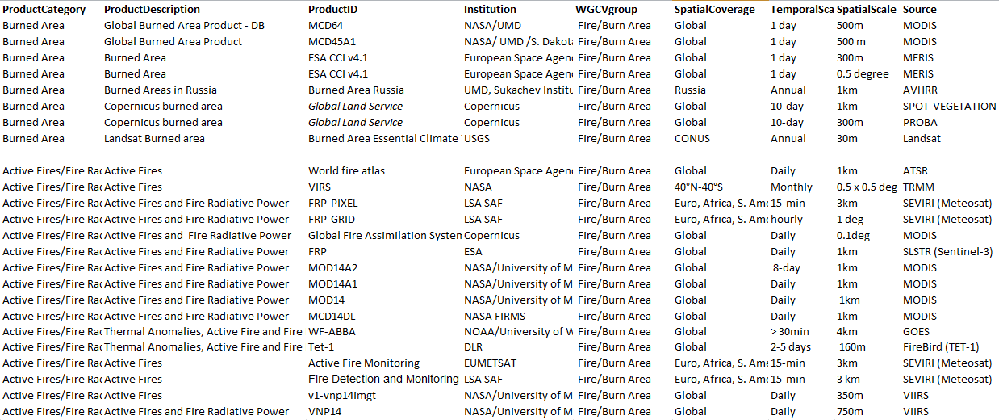 ProductCategory ProductDescription ProductID Institution WGCVgroup SpatialCoverage TemporalSca SpatialScale Source
Burned Area Global Burned Area Product - DB MCD64 NASA/UMD Fire/Burn Area Global 1 day 500m MODIS
Burned Area Global Burned Area Product MCD45A1 NASA/ UMD /S. Dakota Fire/Burn Area Global 1 day 500 m MODIS
Burned Area Burned Area ESA CCI v4.1 European Space Agen Fire/Burn Area Global 1 day 300m MERIS
Burned Area Burned Area ESA CCI v4.1 European Space Agen Fire/Burn Area Global 1 day 0.5 degree MERIS
Burned Area Burned Areas in Russia Burned Area Russia UMD, Sukachev Institu Fire/Burn Area Russia Annual 1km AVHRR
Burned Area Copernicus burned area Global Land Service Copernicus Fire/Burn Area Global 10-day 1km SPOT-VEGETATION
Burned Area Copernicus burned area Global Land Service Copernicus Fire/Burn Area Global 10-day 300m PROBA
Burned Area Landsat Burned area Burned Area Essential Climate USGS Fire/Burn Area CONUS Annual 30m Landsat
Active Fires/Fire Rad Active Fires World fire atlas European Space Agen Fire/Burn Area Global Daily 1km ATSR
Active Fires/Fire Rad Active Fires VIRS NASA Fire/Burn Area 40°N-40°S Monthly 0.5 x 0.5 deg TRMM
Active Fires/Fire Rad Active Fires and Fire Radiative Power FRP-PIXEL LSA SAF Fire/Burn Area Euro, Africa, S. Ame 15-min 3km SEVIRI (Meteosat)
Active Fires/Fire Rad Active Fires and Fire Radiative Power FRP-GRID LSA SAF Fire/Burn Area Euro, Africa, S. Ame hourly 1 deg SEVIRI (Meteosat)
Active Fires/Fire Rad Active Fires and Fire Radiative Power Global Fire Assimilation System Copernicus Fire/Burn Area Global Daily 0.1deg MODIS
Active Fires/Fire Rad Active Fires and Fire Radiative Power FRP ESA Fire/Burn Area Global Daily 1km SLSTR (Sentinel-3)
Active Fires/Fire Rad Active Fires and Fire Radiative Power MOD14A2 NASA/University of M Fire/Burn Area Global 8-day 1km MODIS
Active Fires/Fire Rad Active Fires and Fire Radiative Power MOD14A1 NASA/University of M Fire/Burn Area Global Daily 1km MODIS
Active Fires/Fire Rad Active Fires and Fire Radiative Power MOD14 NASA/University of M Fire/Burn Area Global Daily 1km MODIS
Active Fires/Fire Rad Active Fires and Fire Radiative Power MCD14DL NASA FIRMS Fire/Burn Area Global Daily 1km MODIS
Active Fires/Fire Rad Thermal Anomalies, Active Fire and Fire WF-ABBA NOAA/University of W Fire/Burn Area Global > 30min 4km GOES
Active Fires/Fire Rad Thermal Anomalies, Active Fire and Fire Tet-1 DLR Fire/Burn Area Global 2-5 days 160m FireBird (TET-1)
Active Fires/Fire Rad Active Fires Active Fire Monitoring EUMETSAT Fire/Burn Area Euro, Africa, S. Ame 15-min 3km SEVIRI (Meteosat)
Active Fires/Fire Rad Active Fires Fire Detection and Monitoring LSA SAF Fire/Burn Area Euro, Africa, S. Ame 15-min 3 km SEVIRI (Meteosat)
Active Fires/Fire Rad Active Fires v1-vnp14imgt NASA/University of M Fire/Burn Area Global Daily 350m VIIRS
Active Fires/Fire Rad Active Fires and Fire Radiative Power VNP14 NASA/University of M Fire/Burn Area Global Daily 750m VIIRS